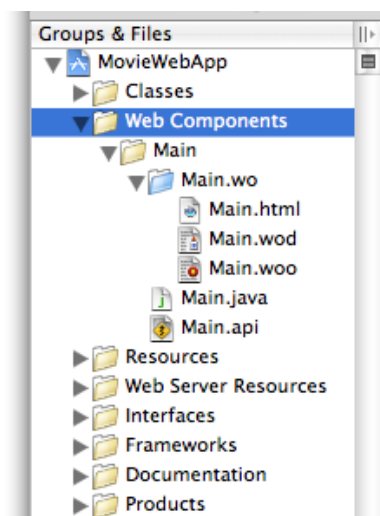 Groups & Files
MovieWebApp
Classes
Web Components
Main
Main.wo
Main.html
Main.wod
Main.woo
Main.java
Main.api
Resources
Web Server Resources
Interfaces
Frameworks
Documentation
Products